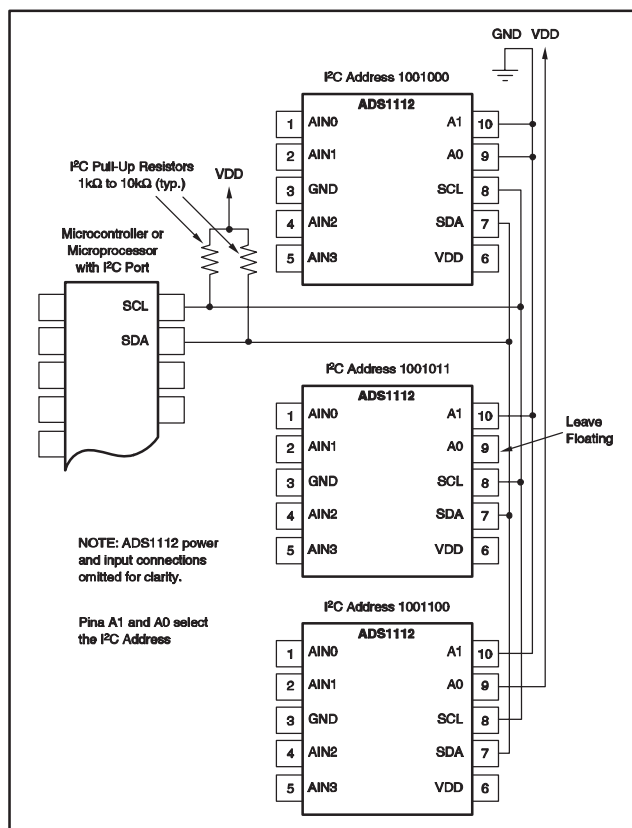 GND VDD
I²C Address 1001000
ADS1112
1 AIN0 A1 10
2 AIN1 A0 9
3 GND SCL 8
4 AIN2 SDA 7
5 AIN3 VDD 6
I²C Pull-Up Resistors
1kΩ to 10kΩ (typ.)
VDD
Microcontroller or
Microprocessor
with I²C Port
SCL
SDA
I²C Address 1001011
ADS1112
1 AIN0 A1 10
2 AIN1 A0 9
3 GND SCL 8
4 AIN2 SDA 7
5 AIN3 VDD 6
Leave
Floating
NOTE: ADS1112 power
and input connections
omitted for clarity.
Pina A1 and A0 select
the I²C Address
I²C Address 1001100
ADS1112
1 AIN0 A1 10
2 AIN1 A0 9
3 GND SCL 8
4 AIN2 SDA 7
5 AIN3 VDD 6